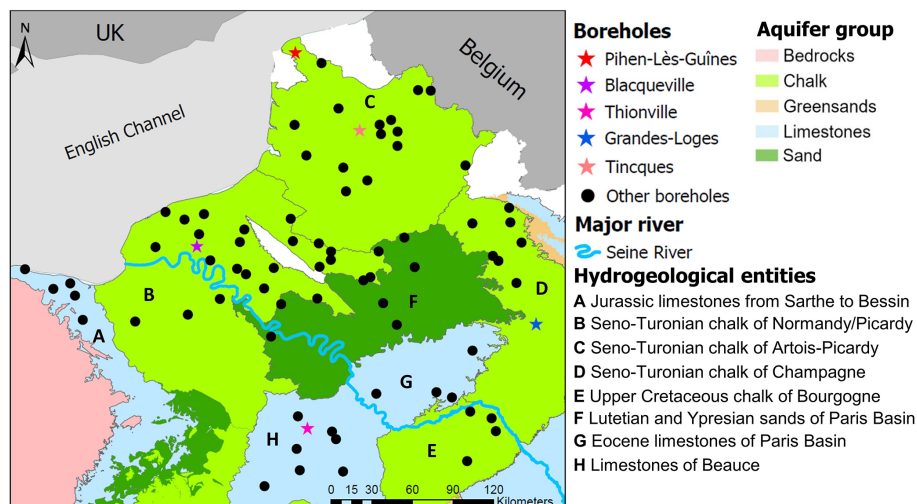 N
UK
Belgium
English Channel
C
B
A
D
F
G
H
E
0 15 30 60 90 120
Kilometers
Boreholes
Pihen-Lès-Guînes
Blacqueville
Thionville
Grandes-Loges
Tincques
Other boreholes
Major river
Seine River
Aquifer group
Bedrocks
Chalk
Greensands
Limestones
Sand
Hydrogeological entities
A Jurassic limestones from Sarthe to Bessin
B Seno-Turonian chalk of Normandy/Picardy
C Seno-Turonian chalk of Artois-Picardy
D Seno-Turonian chalk of Champagne
E Upper Cretaceous chalk of Bourgogne
F Lutetian and Ypresian sands of Paris Basin
G Eocene limestones of Paris Basin
H Limestones of Beauce